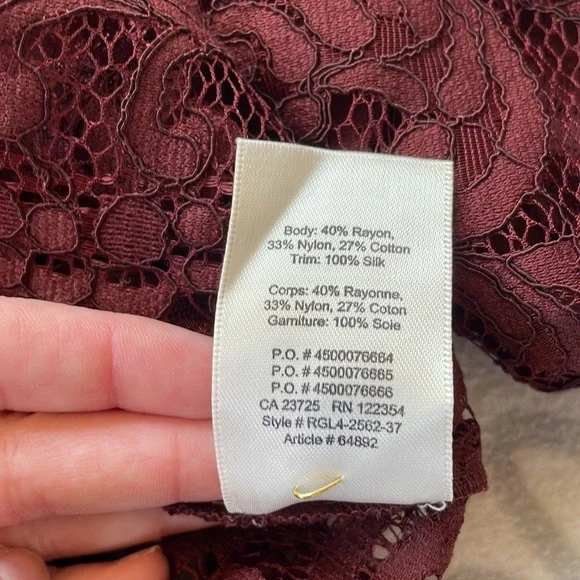 Body: 40% Rayon,
33% Nylon, 27% Cotton
Trim: 100% Silk
Corps: 40% Rayonne,
33% Nylon, 27% Coton
Garniture: 100% Soie
P.O. # 4500076664
P.O. # 4500076665
P.O. # 4500076666
CA 23725 RN 122354
Style # RGL4-2562-37
Article # 64892